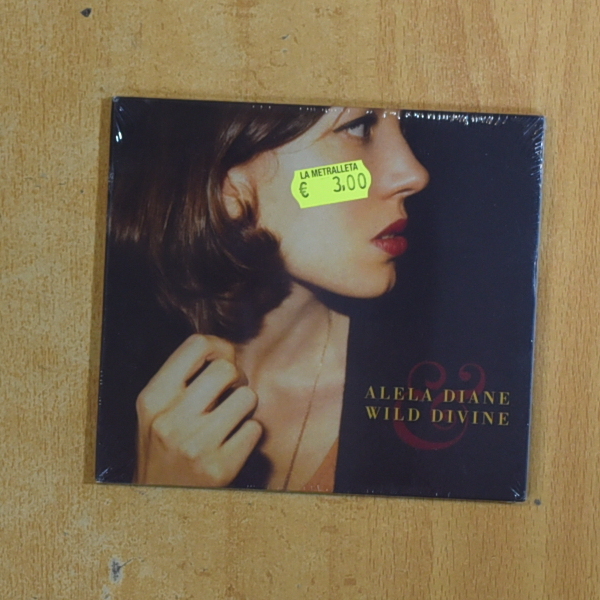 LA METRALLETA
€ 3,00
&
ALELA DIANE
WILD DIVINE